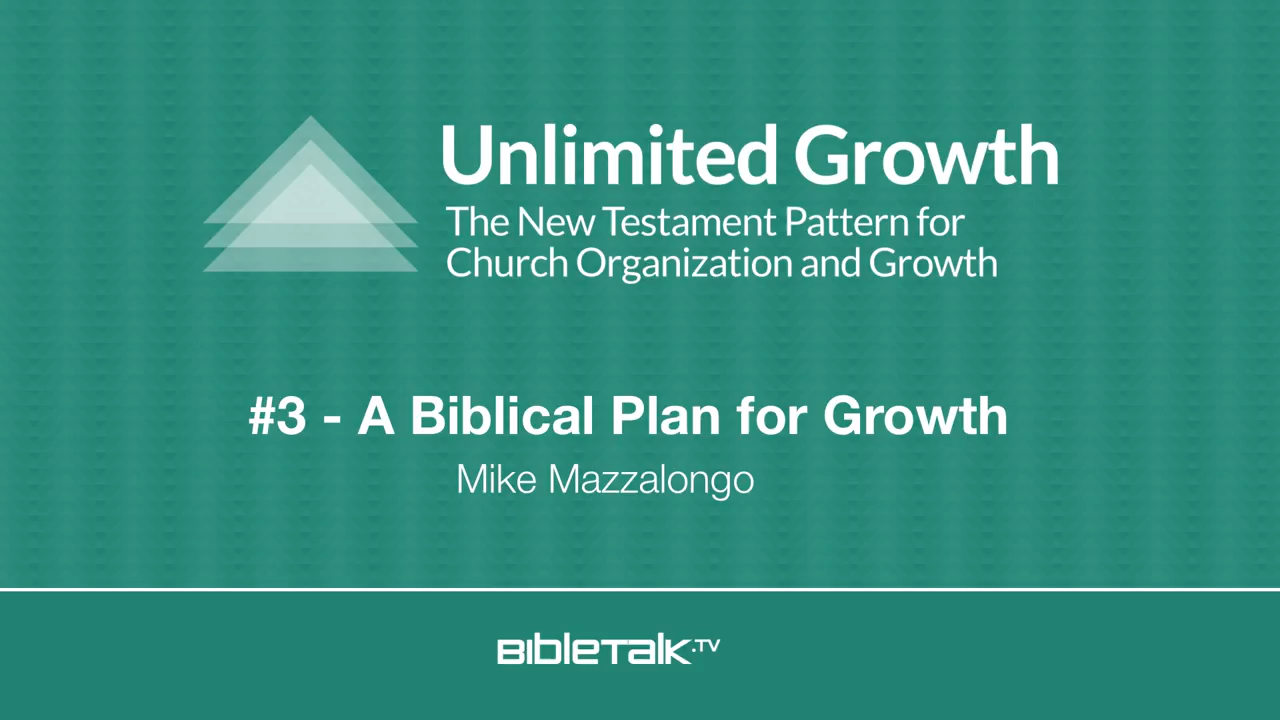 Unlimited Growth
The New Testament Pattern for
Church Organization and Growth
#3 - A Biblical Plan for Growth
Mike Mazzalongo
BibleTalk.TV